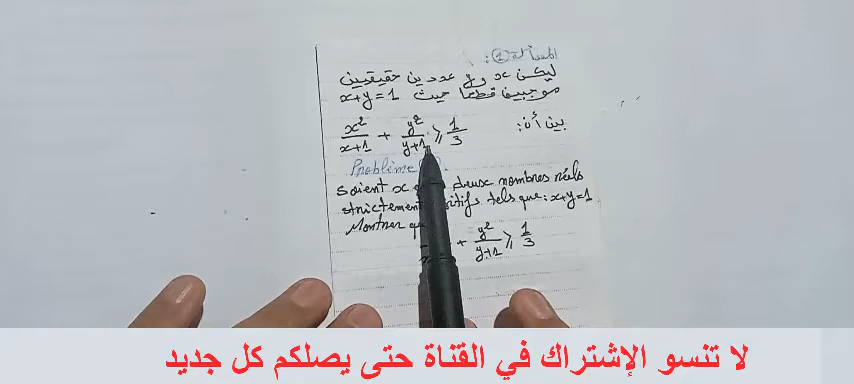 المسألة ①:
ليكن x و y عددين حقيقيين
موجبين قطعا حيث x+y=1
بين أن: x²/(x+1) + y²/(y+1) ≥ 1/3
Problème
Soient x deux nombres réels
strictement tels que: x+y=1
Montrer
+ y²/(y+1) ≥ 1/3
لا تنسو الإشتراك في القناة حتى يصلكم كل جديد